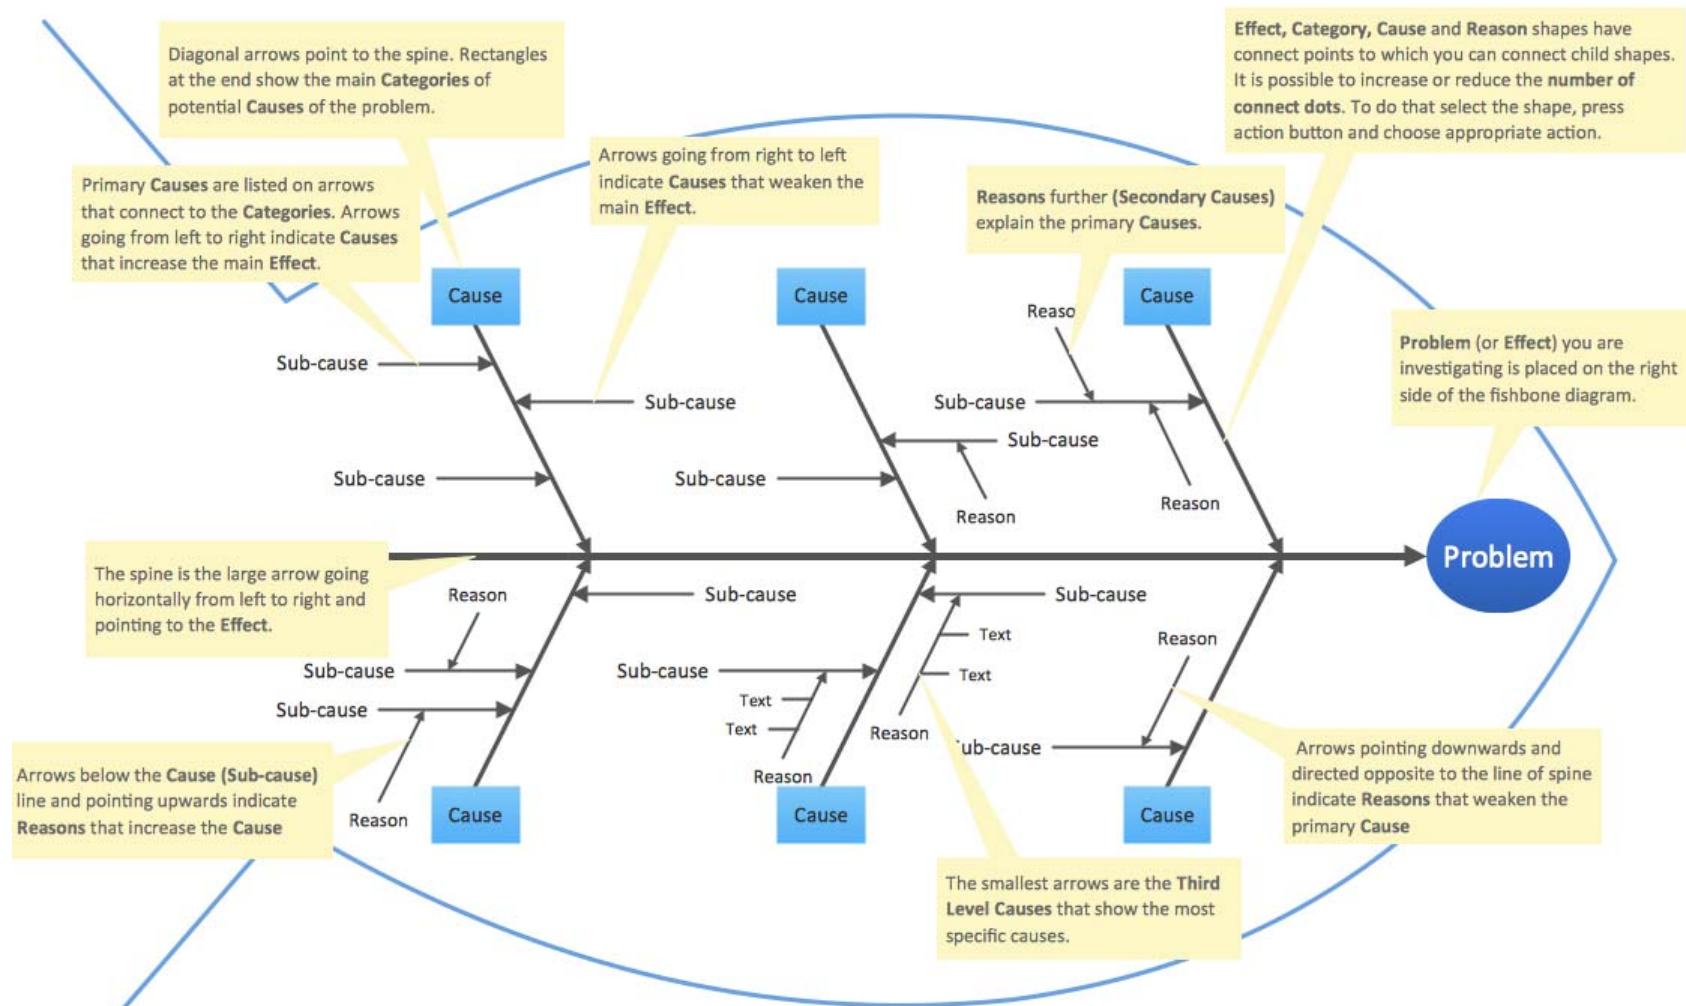 Diagonal arrows point to the spine. Rectangles
at the end show the main Categories of
potential Causes of the problem.
Effect, Category, Cause and Reason shapes have
connect points to which you can connect child shapes.
It is possible to increase or reduce the number of
connect dots. To do that select the shape, press
action button and choose appropriate action.
Primary Causes are listed on arrows
that connect to the Categories. Arrows
going from left to right indicate Causes
that increase the main Effect.
Arrows going from right to left
indicate Causes that weaken the
main Effect.
Reasons further (Secondary Causes)
explain the primary Causes.
Cause
Cause
Cause
Problem (or Effect) you are
investigating is placed on the right
side of the fishbone diagram.
Reaso
Sub-cause
Sub-cause
Sub-cause
Sub-cause
Sub-cause
Sub-cause
Reason
Reason
Problem
The spine is the large arrow going
horizontally from left to right and
pointing to the Effect.
Reason
Sub-cause
Sub-cause
Text
Reason
Sub-cause
Sub-cause
Text
Sub-cause
Text
Text
Reason
ub-cause
Reason
Reason
Cause
Cause
Cause
Arrows below the Cause (Sub-cause)
line and pointing upwards indicate
Reasons that increase the Cause
Arrows pointing downwards and
directed opposite to the line of spine
indicate Reasons that weaken the
primary Cause
The smallest arrows are the Third
Level Causes that show the most
specific causes.